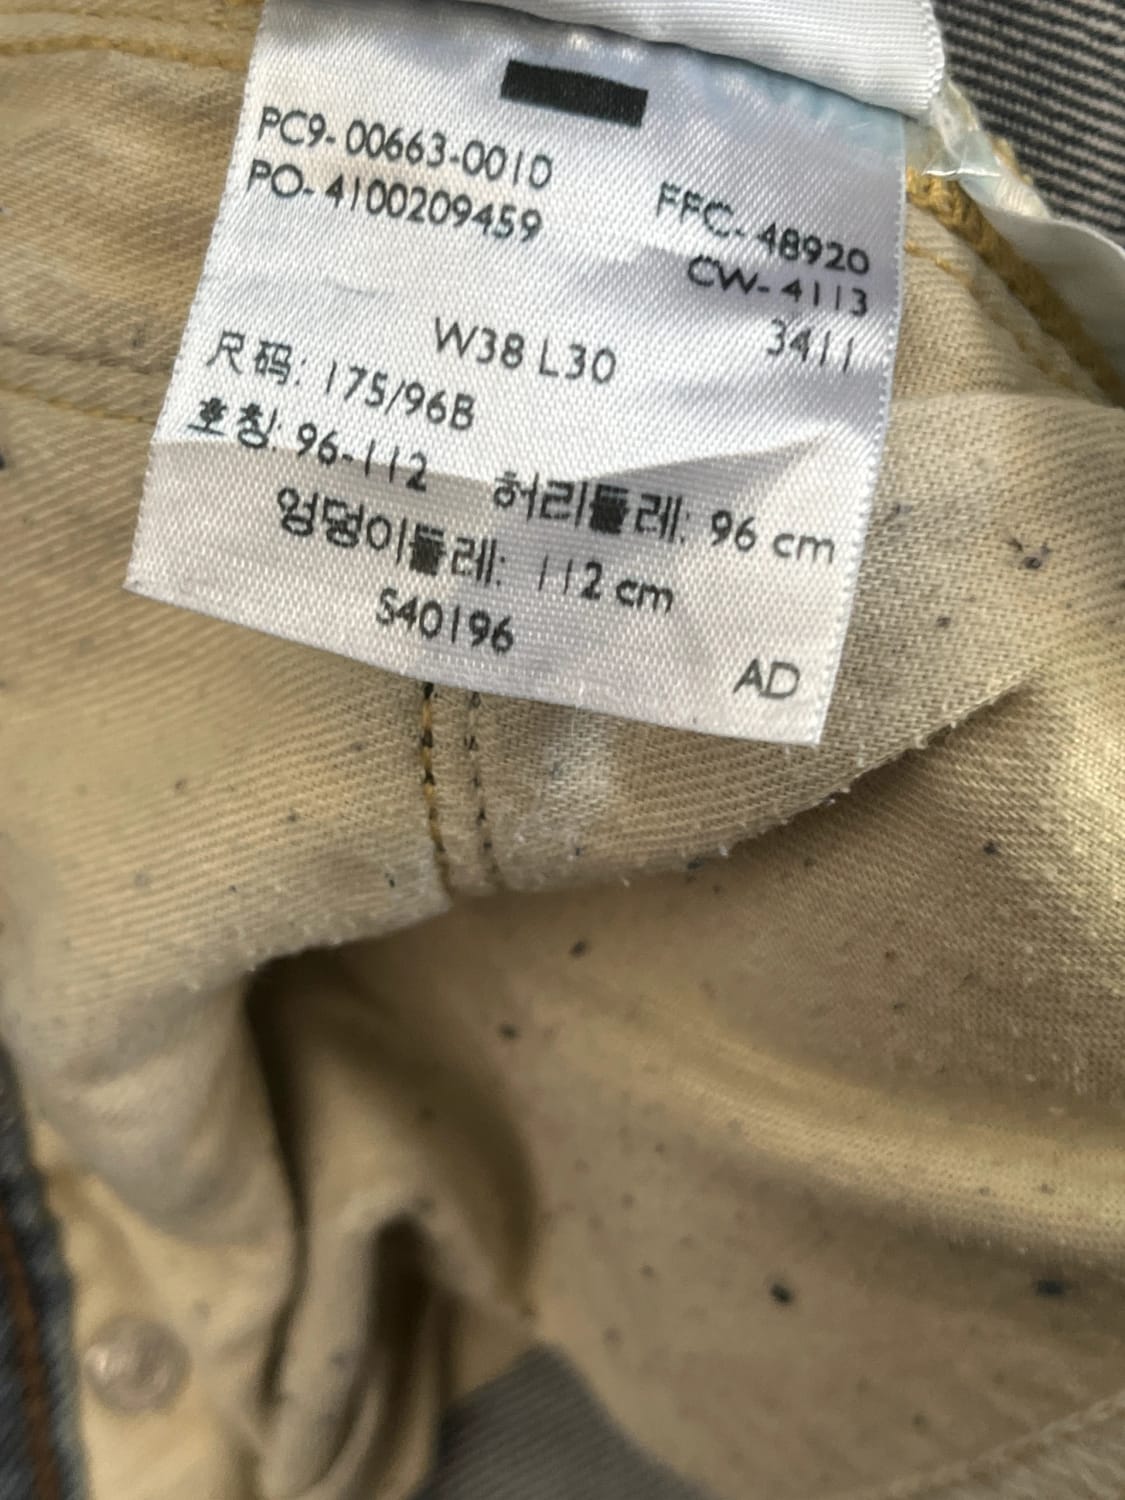 PC9-00663-0010
PO-4100209459
FFC-48920
CW-4113
3411
W38 L30
尺码: 175/96B
호칭: 96-112 허리둘레: 96 cm
엉덩이둘레: 112 cm
S40196
AD